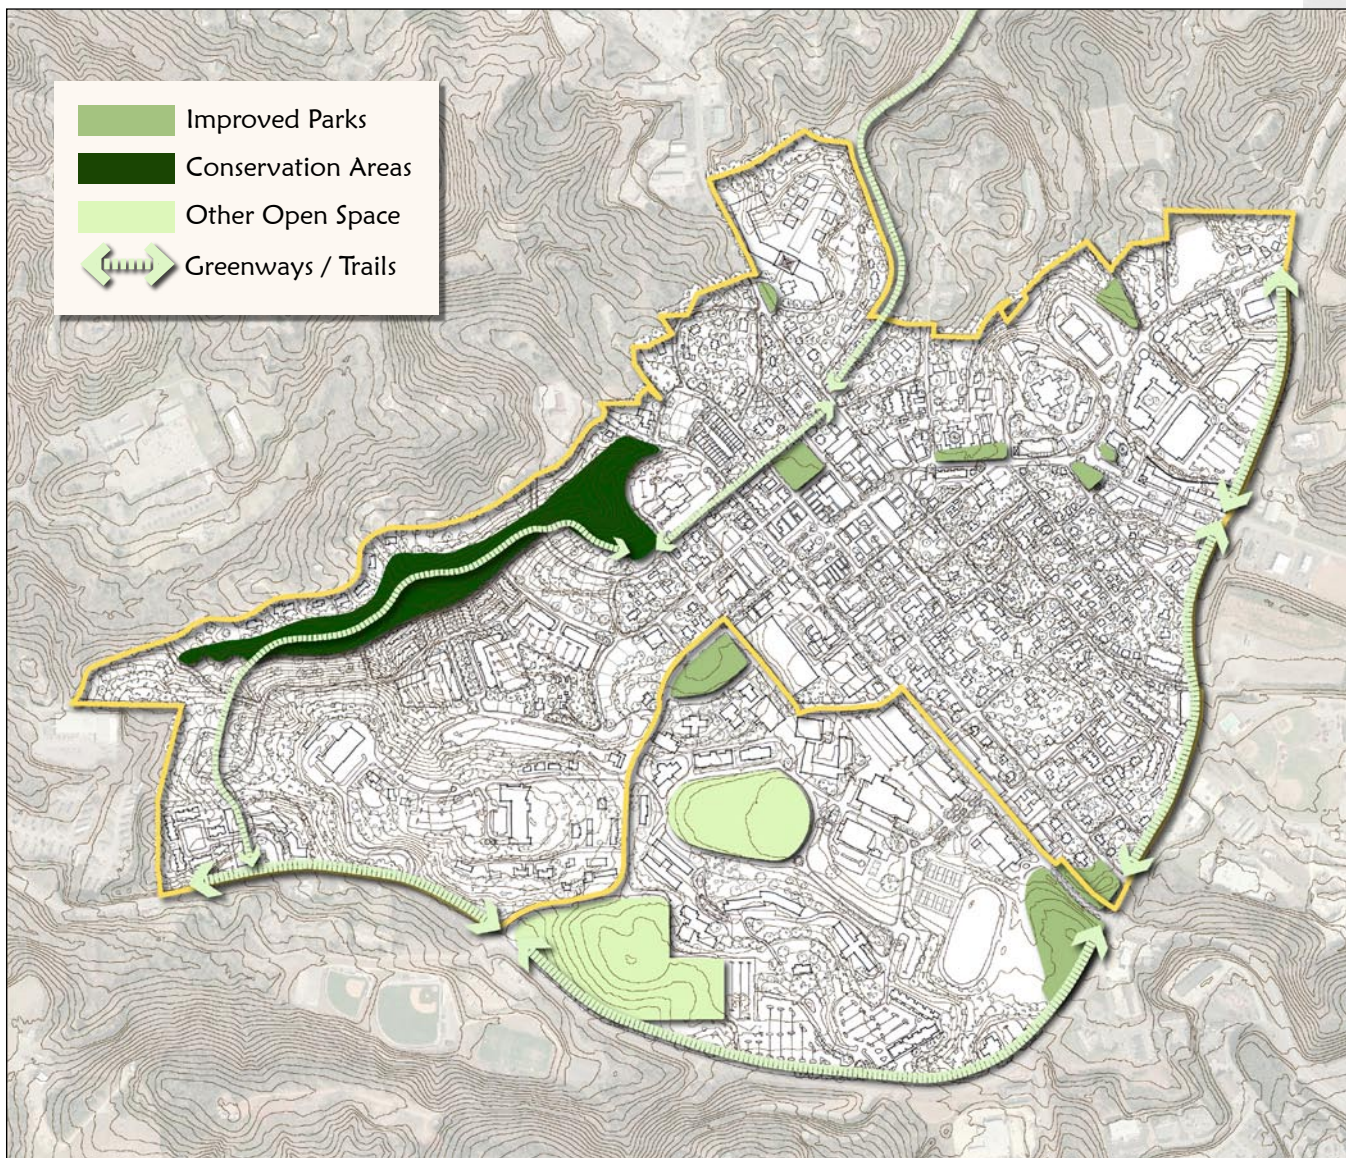 Improved Parks
Conservation Areas
Other Open Space
Greenways / Trails